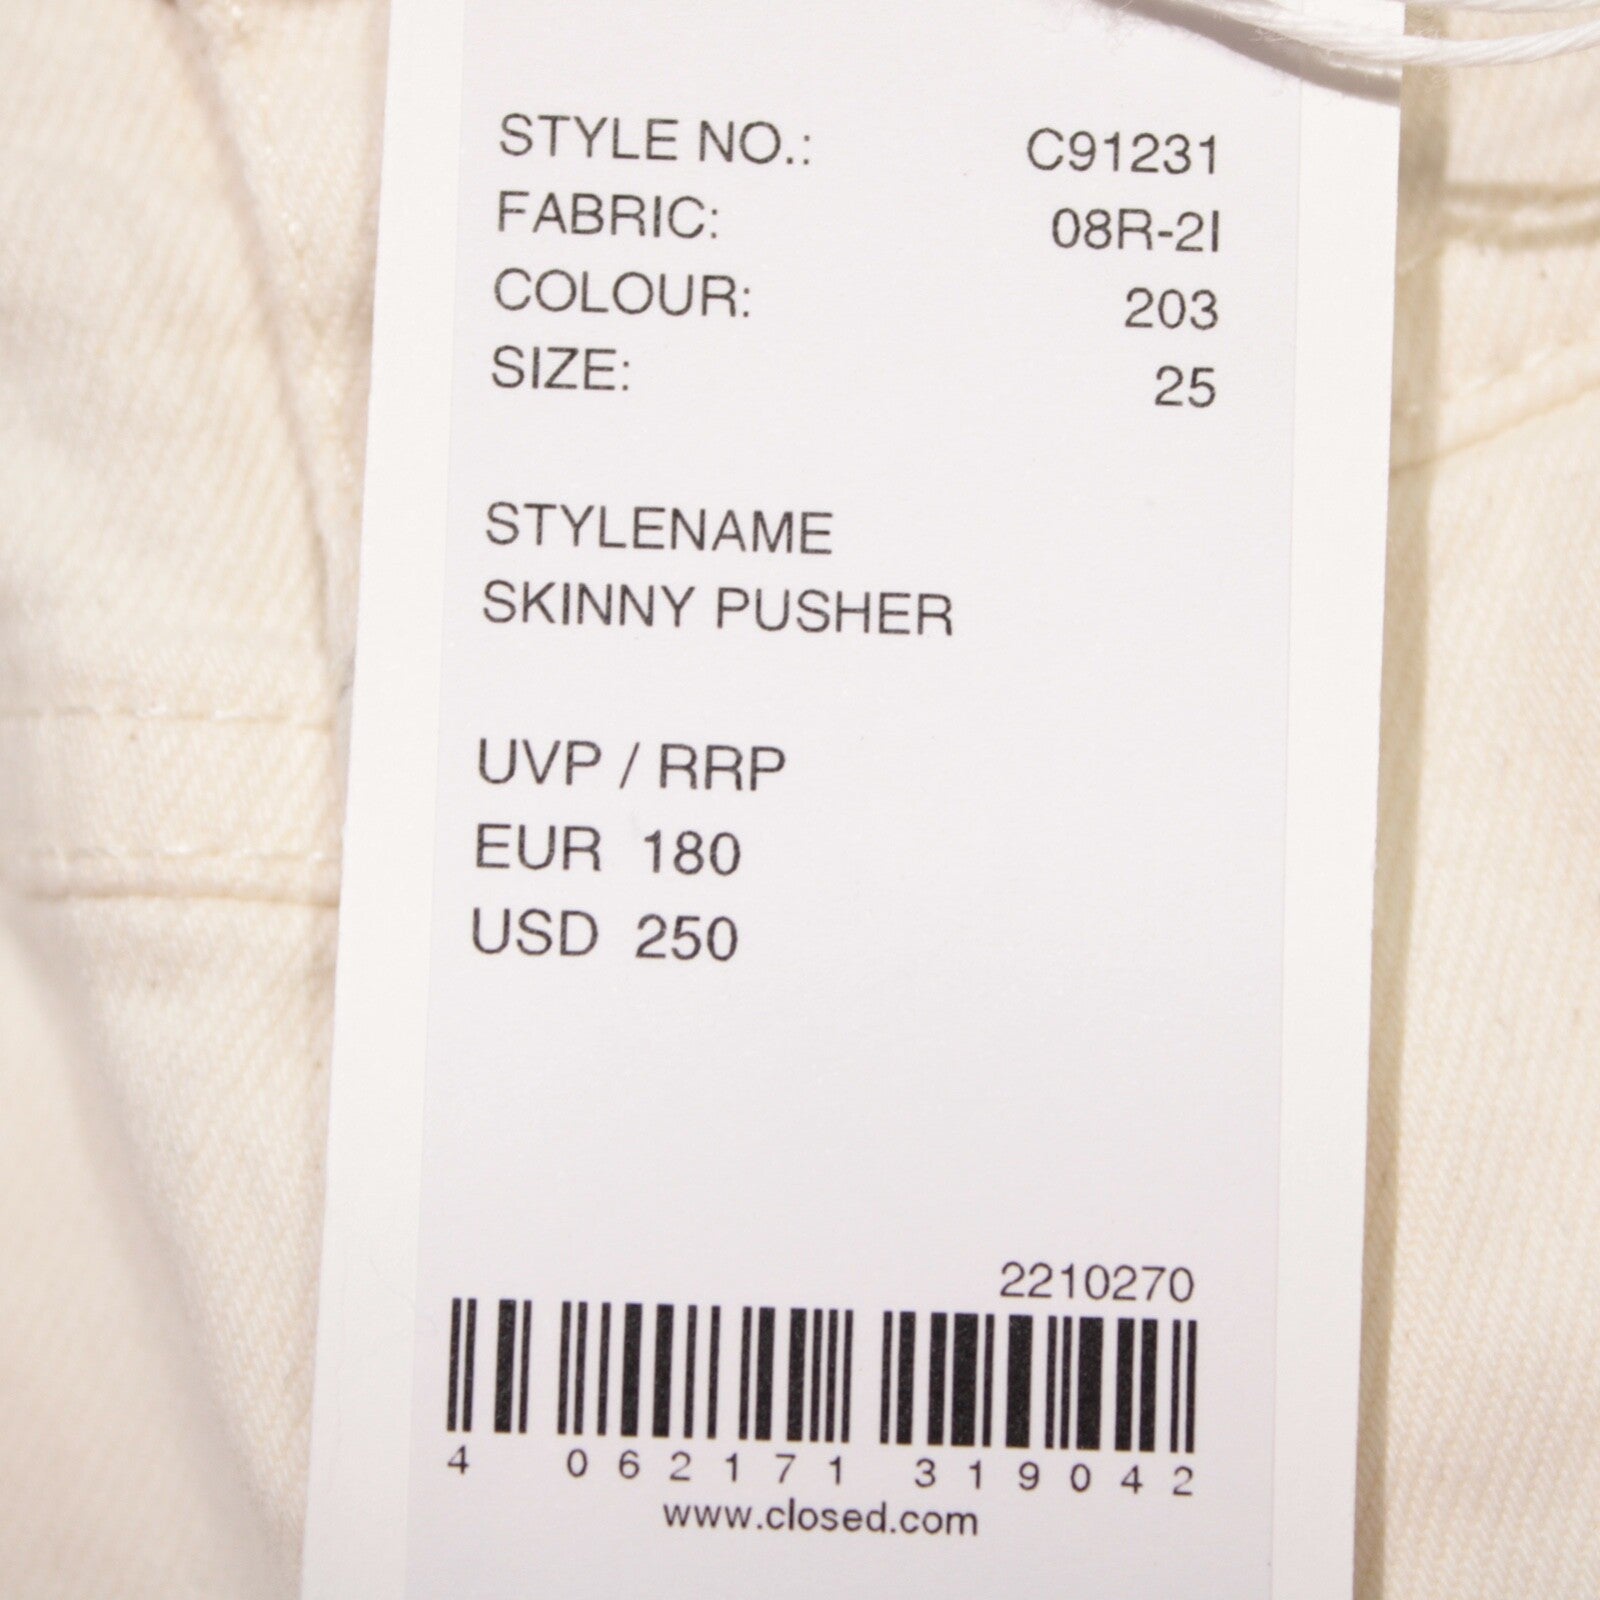 STYLE NO.: C91231
FABRIC: 08R-2I
COLOUR: 203
SIZE: 25
STYLENAME
SKINNY PUSHER
UVP / RRP
EUR 180
USD 250
2210270
4 062171 319042
www.closed.com